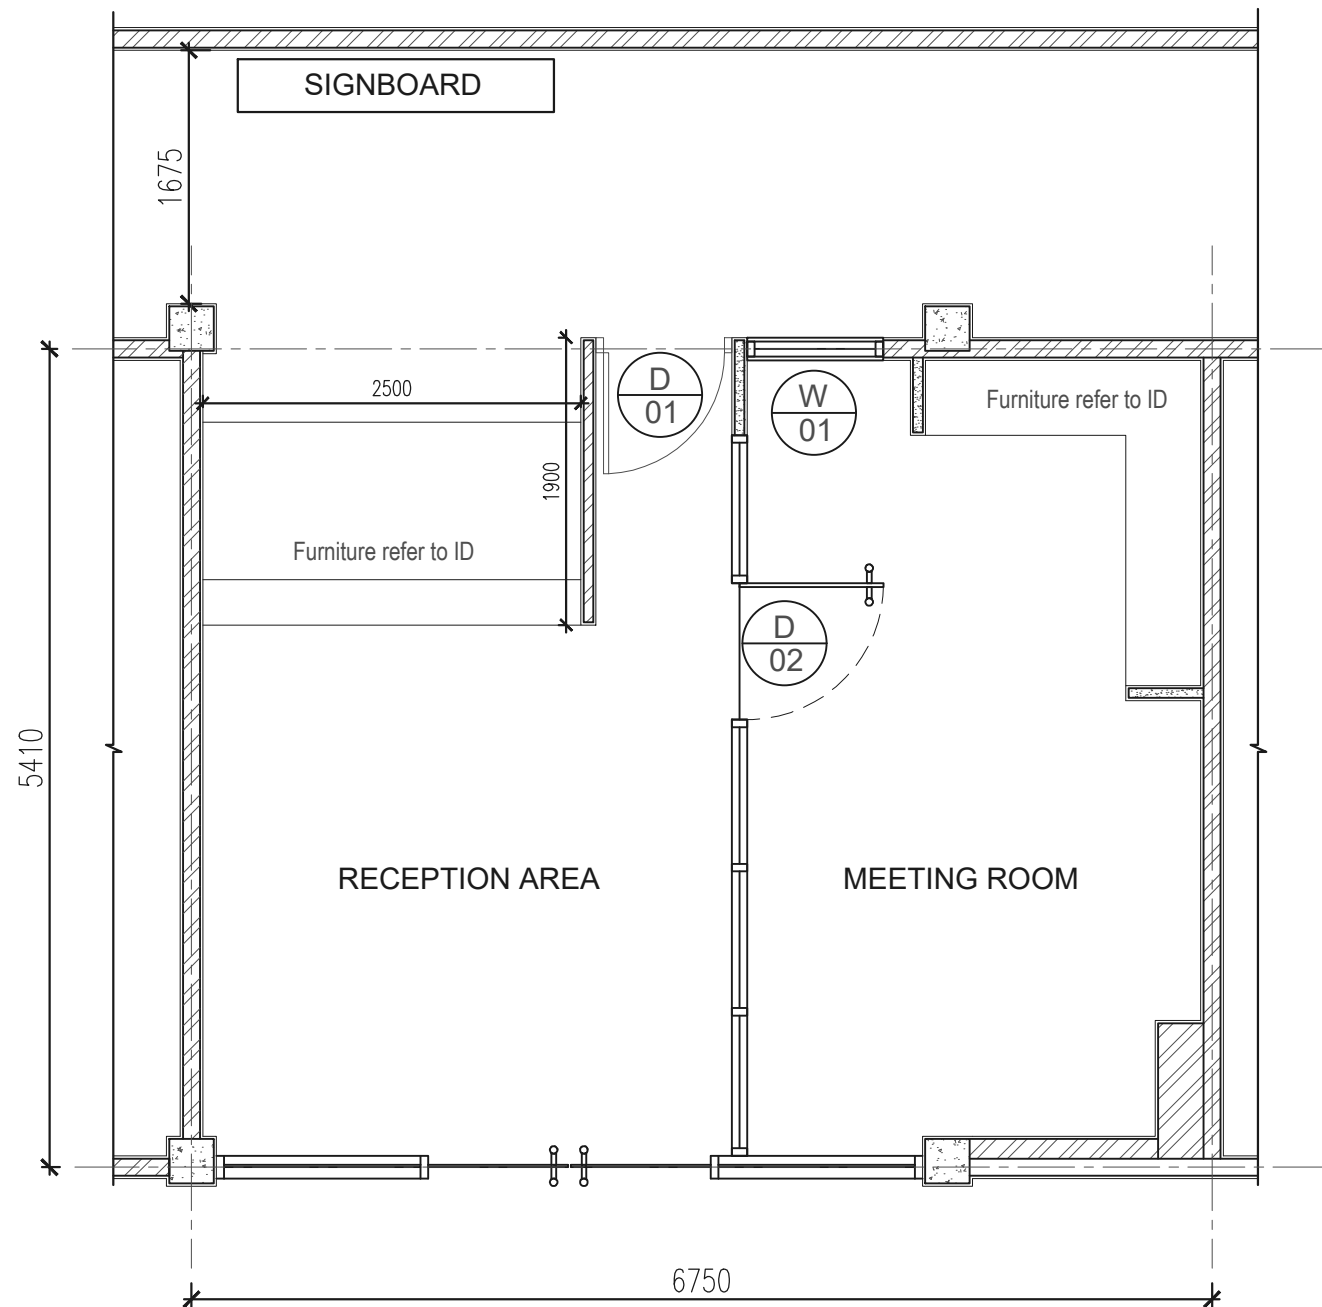 SIGNBOARD
1675
2500
D
01
W
01
Furniture refer to ID
1900
Furniture refer to ID
D
02
5410
RECEPTION AREA
MEETING ROOM
6750